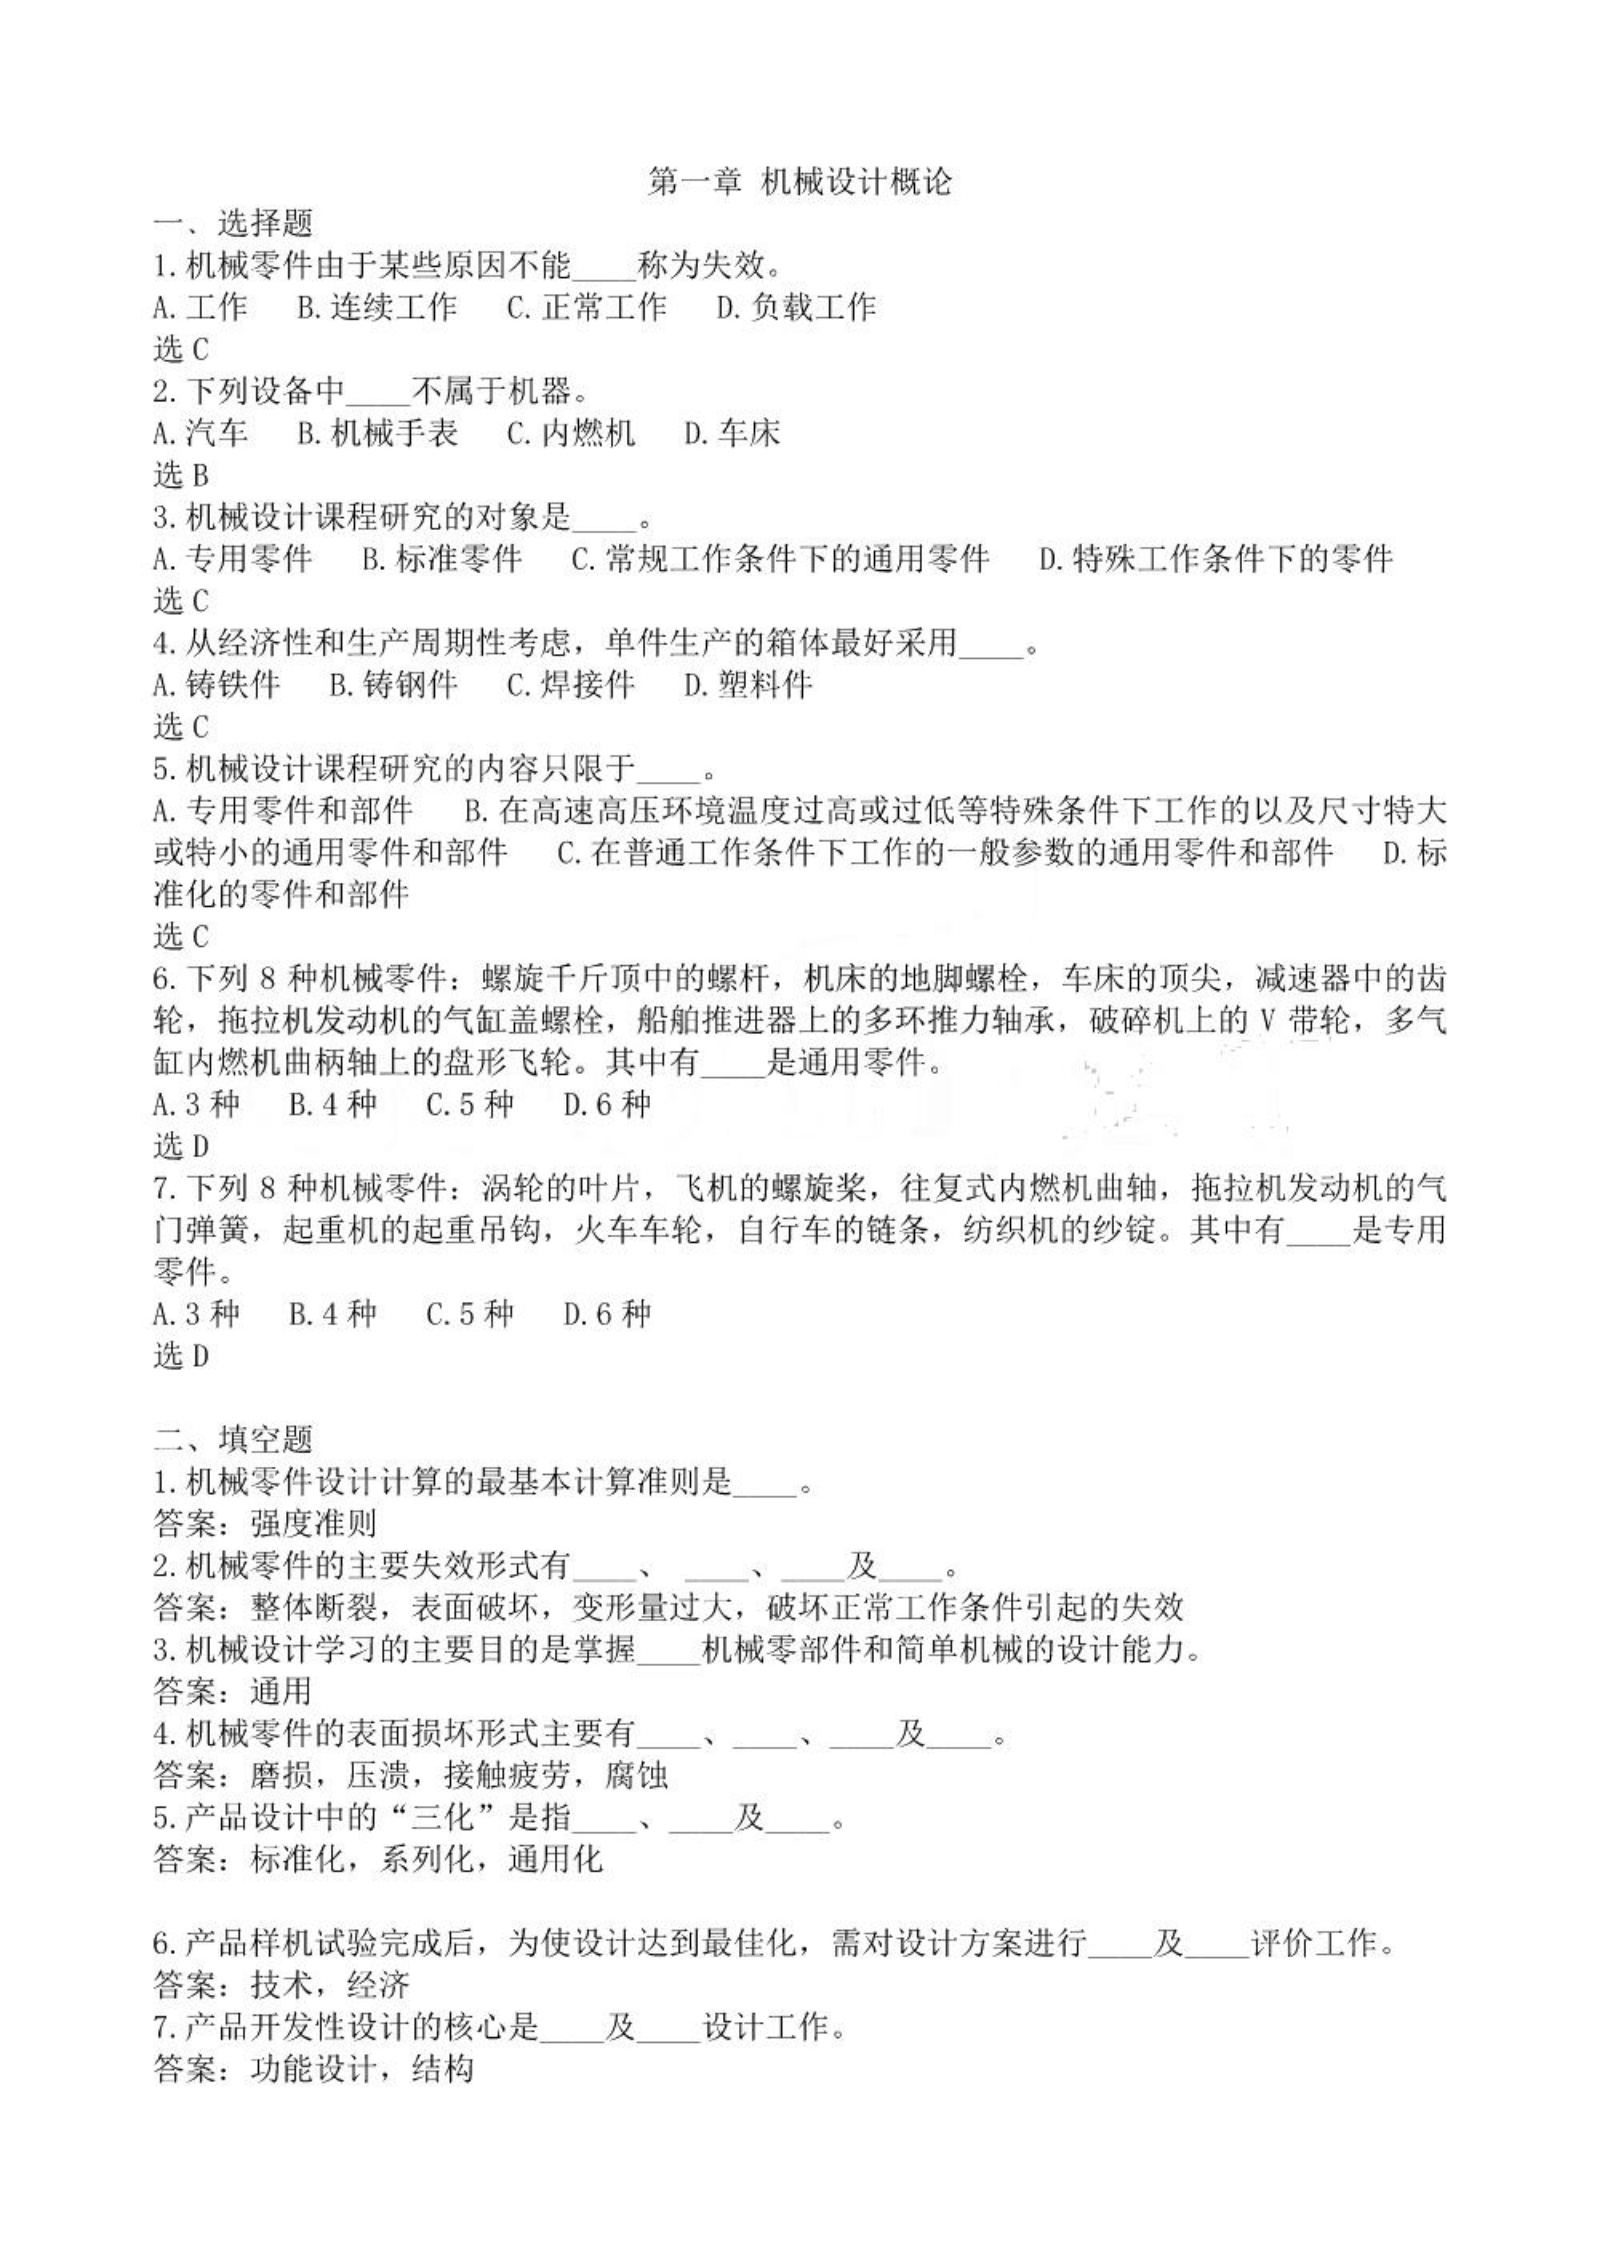 第一章 机械设计概论
一、选择题
1.机械零件由于某些原因不能____称为失效。
A.工作 B.连续工作 C.正常工作 D.负载工作
选 C
2.下列设备中____不属于机器。
A.汽车 B.机械手表 C.内燃机 D.车床
选 B
3.机械设计课程研究的对象是____。
A.专用零件 B.标准零件 C.常规工作条件下的通用零件 D.特殊工作条件下的零件
选 C
4.从经济性和生产周期性考虑，单件生产的箱体最好采用____。
A.铸铁件 B.铸钢件 C.焊接件 D.塑料件
选 C
5.机械设计课程研究的内容只限于____。
A.专用零件和部件 B.在高速高压环境温度过高或过低等特殊条件下工作的以及尺寸特大
或特小的通用零件和部件 C.在普通工作条件下工作的一般参数的通用零件和部件 D.标
准化的零件和部件
选 C
6.下列 8 种机械零件：螺旋千斤顶中的螺杆，机床的地脚螺栓，车床的顶尖，减速器中的齿
轮，拖拉机发动机的气缸盖螺栓，船舶推进器上的多环推力轴承，破碎机上的 V 带轮，多气
缸内燃机曲柄轴上的盘形飞轮。其中有____是通用零件。
A.3 种 B.4 种 C.5 种 D.6 种
选 D
7.下列 8 种机械零件：涡轮的叶片，飞机的螺旋桨，往复式内燃机曲轴，拖拉机发动机的气
门弹簧，起重机的起重吊钩，火车车轮，自行车的链条，纺织机的纱锭。其中有____是专用
零件。
A.3 种 B.4 种 C.5 种 D.6 种
选 D
二、填空题
1.机械零件设计计算的最基本计算准则是____。
答案：强度准则
2.机械零件的主要失效形式有____、 ____、____及____。
答案：整体断裂，表面破坏，变形量过大，破坏正常工作条件引起的失效
3.机械设计学习的主要目的是掌握____机械零部件和简单机械的设计能力。
答案：通用
4.机械零件的表面损坏形式主要有____、____、____及____。
答案：磨损，压溃，接触疲劳，腐蚀
5.产品设计中的“三化”是指____、____及____。
答案：标准化，系列化，通用化
6.产品样机试验完成后，为使设计达到最佳化，需对设计方案进行____及____评价工作。
答案：技术，经济
7.产品开发性设计的核心是____及____设计工作。
答案：功能设计，结构